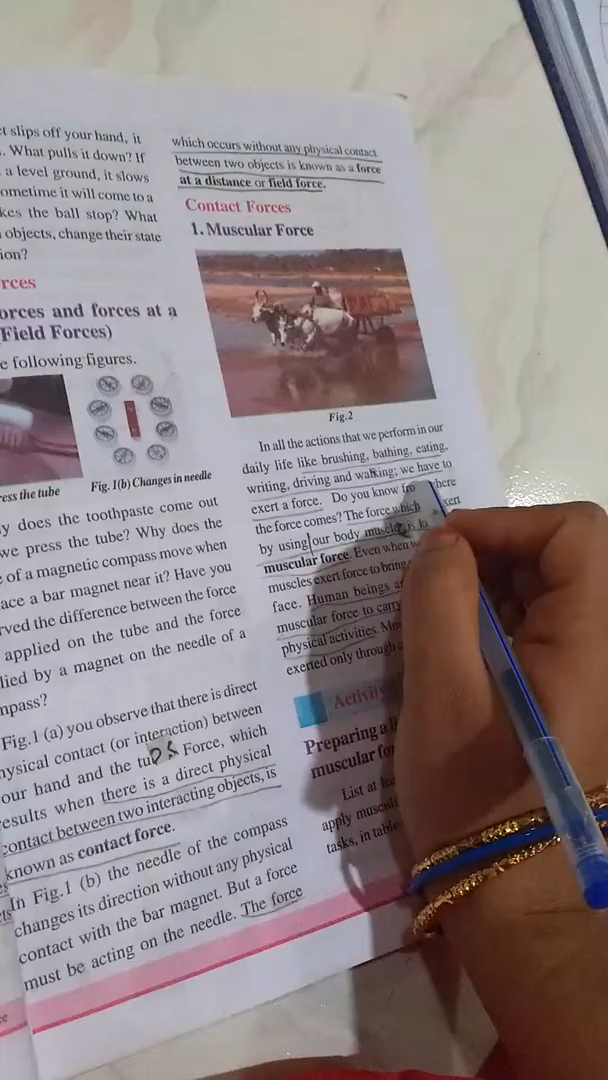 ct slips off your hand, it
. What pulls it down? If
a level ground, it slows
ometime it will come to a
kes the ball stop? What
objects, change their state
ion?
rces
orces and forces at a
Field Forces)
e following figures.
ess the tube
Fig. 1(b) Changes in needle
y does the toothpaste come out
we press the tube? Why does the
of a magnetic compass move when
ace a bar magnet near it? Have you
rved the difference between the force
applied on the tube and the force
lied by a magnet on the needle of a
mpass?
Fig.1 (a) you observe that there is direct
hysical contact (or interaction) between
our hand and the tu Force, which
esults when there is a direct physical
contact between two interacting objects, is
known as contact force.
In Fig.1 (b) the needle of the compass
changes its direction without any physical
contact with the bar magnet. But a force
must be acting on the needle. The force
which occurs without any physical contact
between two objects is known as a force
at a distance or field force.
Contact Forces
1. Muscular Force
Fig.2
In all the actions that we perform in our
daily life like brushing, bathing, eating,
writing, driving and walking; we have to
exert a force. Do you know fro here
the force comes? The force which exert
by using our body muscles is
muscular force. Even when
muscles exert force to bring
face. Human beings a
muscular force to carry
physical activities. Mo
exerted only through
Activity
Preparing a li
muscular fo
List at le
apply muscula
tasks, in table